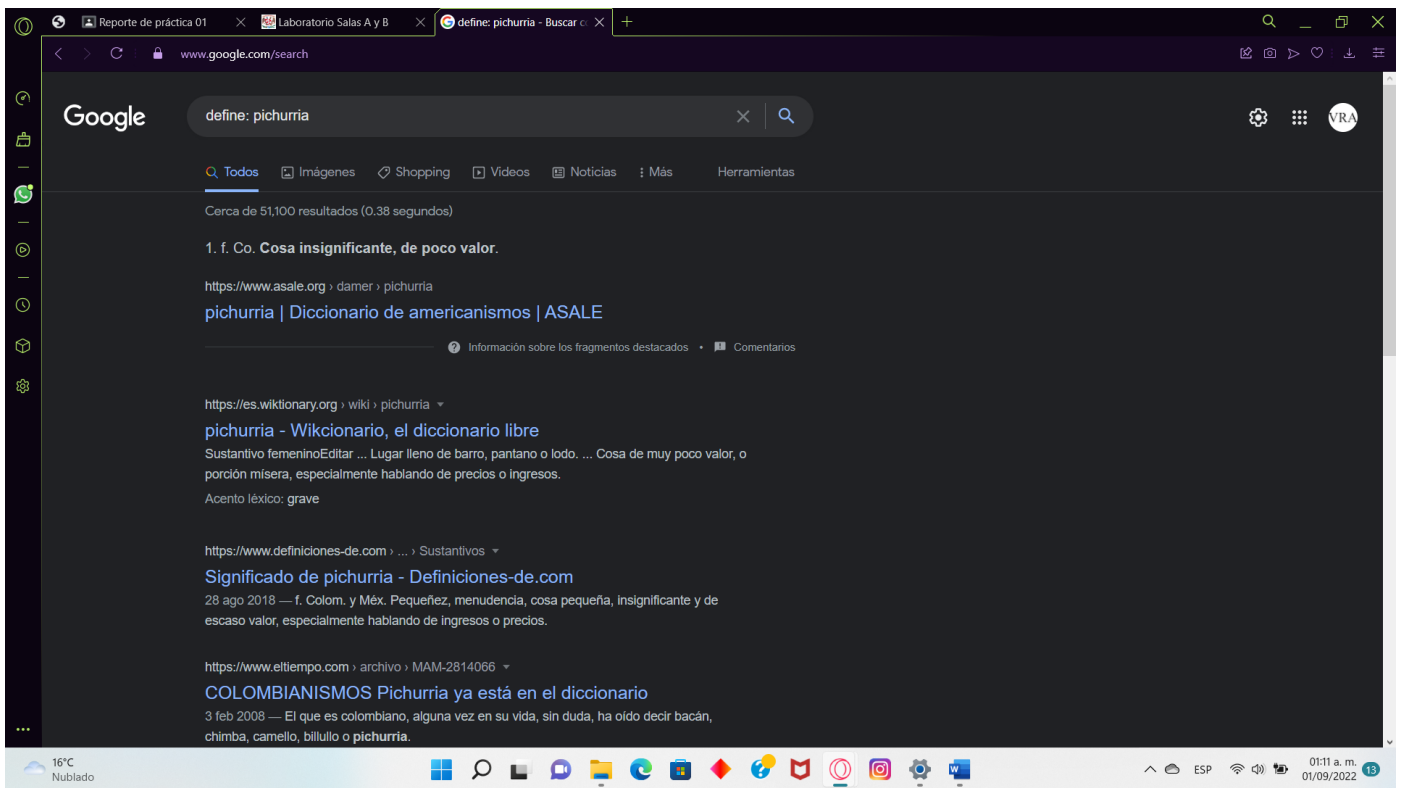 Reporte de práctica 01
Laboratorio Salas A y B
define: pichurria - Buscar co
www.google.com/search
Google
define: pichurria
VRA
Todos
Imágenes
Shopping
Videos
Noticias
Más
Herramientas
Cerca de 51,100 resultados (0.38 segundos)
1. f. Co. Cosa insignificante, de poco valor.
https://www.asale.org › damer › pichurria
pichurria | Diccionario de americanismos | ASALE
Información sobre los fragmentos destacados • Comentarios
https://es.wiktionary.org › wiki › pichurria
pichurria - Wikcionario, el diccionario libre
Sustantivo femeninoEditar ... Lugar lleno de barro, pantano o lodo. ... Cosa de muy poco valor, o
porción mísera, especialmente hablando de precios o ingresos.
Acento léxico: grave
https://www.definiciones-de.com › ... › Sustantivos
Significado de pichurria - Definiciones-de.com
28 ago 2018 — f. Colom. y Méx. Pequeñez, menudencia, cosa pequeña, insignificante y de
escaso valor, especialmente hablando de ingresos o precios.
https://www.eltiempo.com › archivo › MAM-2814066
COLOMBIANISMOS Pichurria ya está en el diccionario
3 feb 2008 — El que es colombiano, alguna vez en su vida, sin duda, ha oído decir bacán,
chimba, camello, billullo o pichurria.
16°C
Nublado
ESP
01:11 a. m.
01/09/2022
13